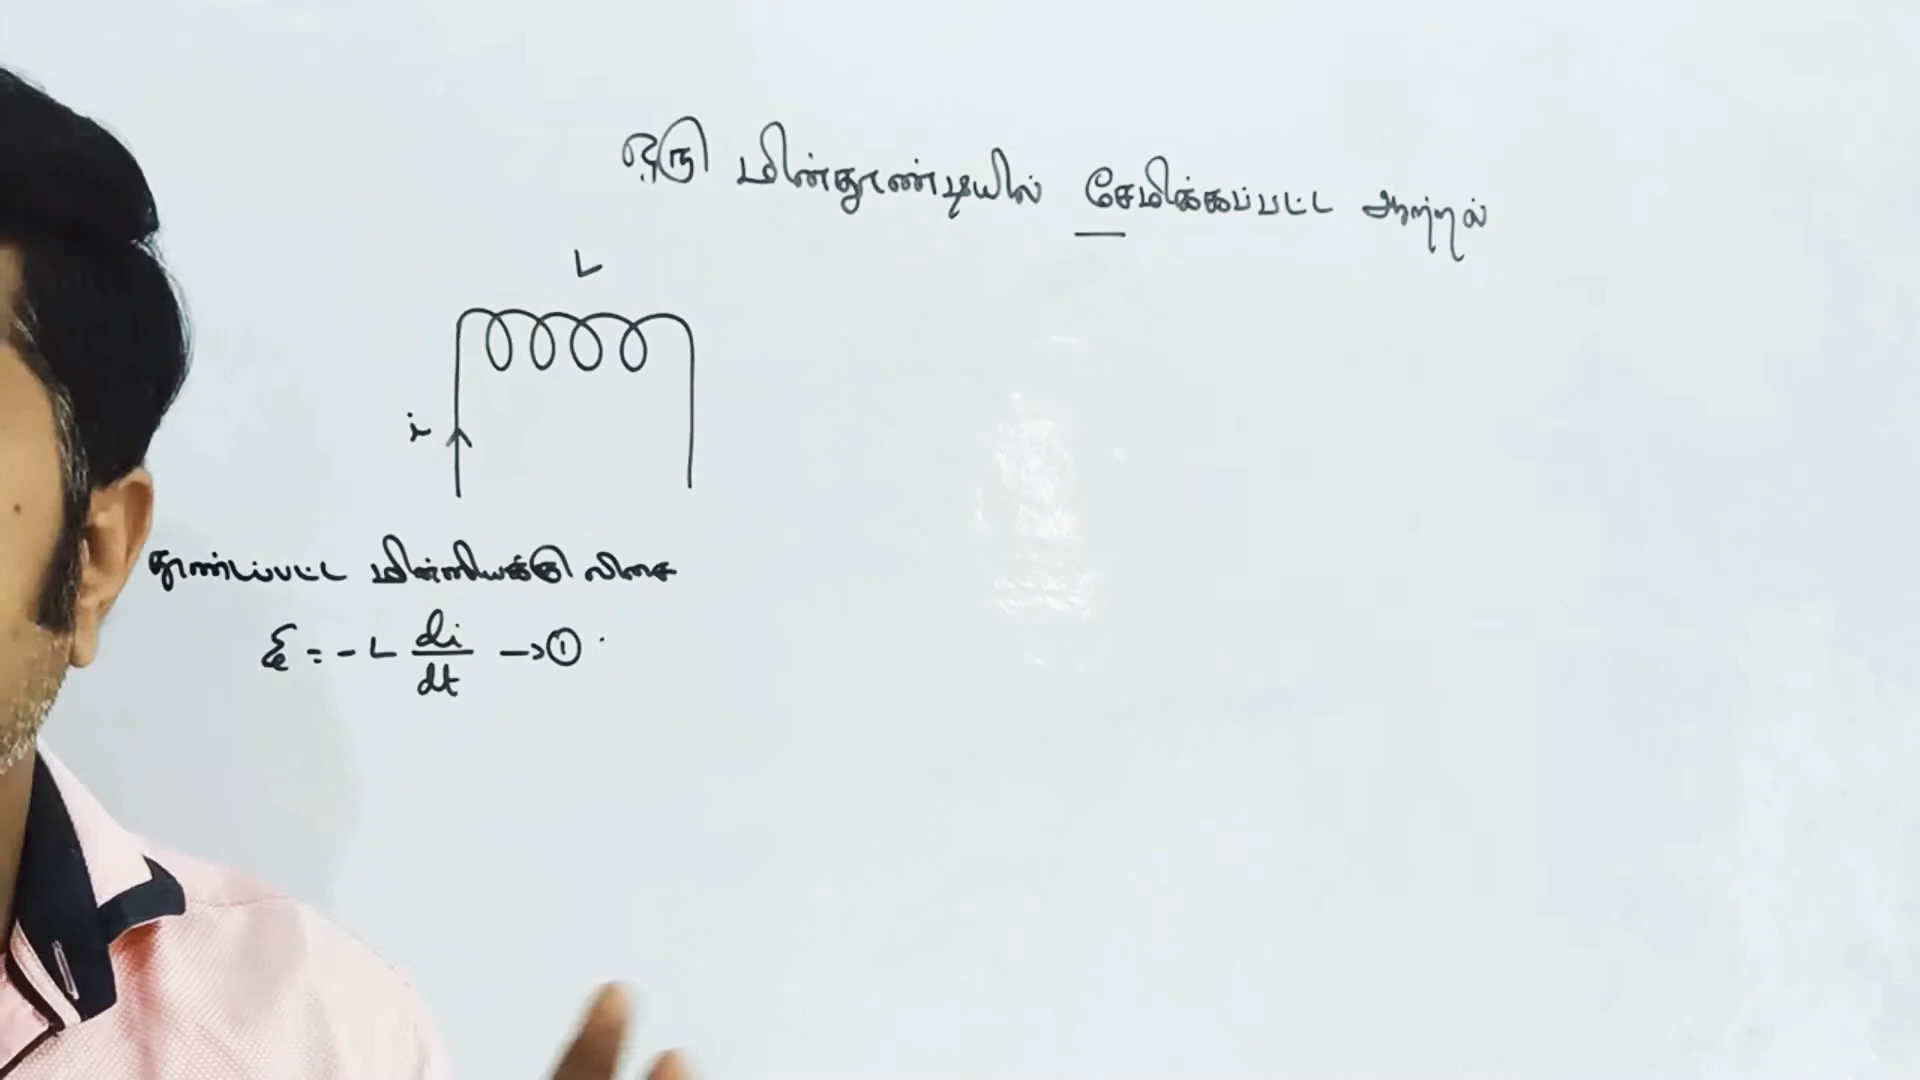 ஒரு மின்தூண்டியில் சேமிக்கப்பட்ட ஆற்றல்
L
i
தூண்டப்பட்ட மின்னியக்கு விசை
ξ = - L di/dt → ①